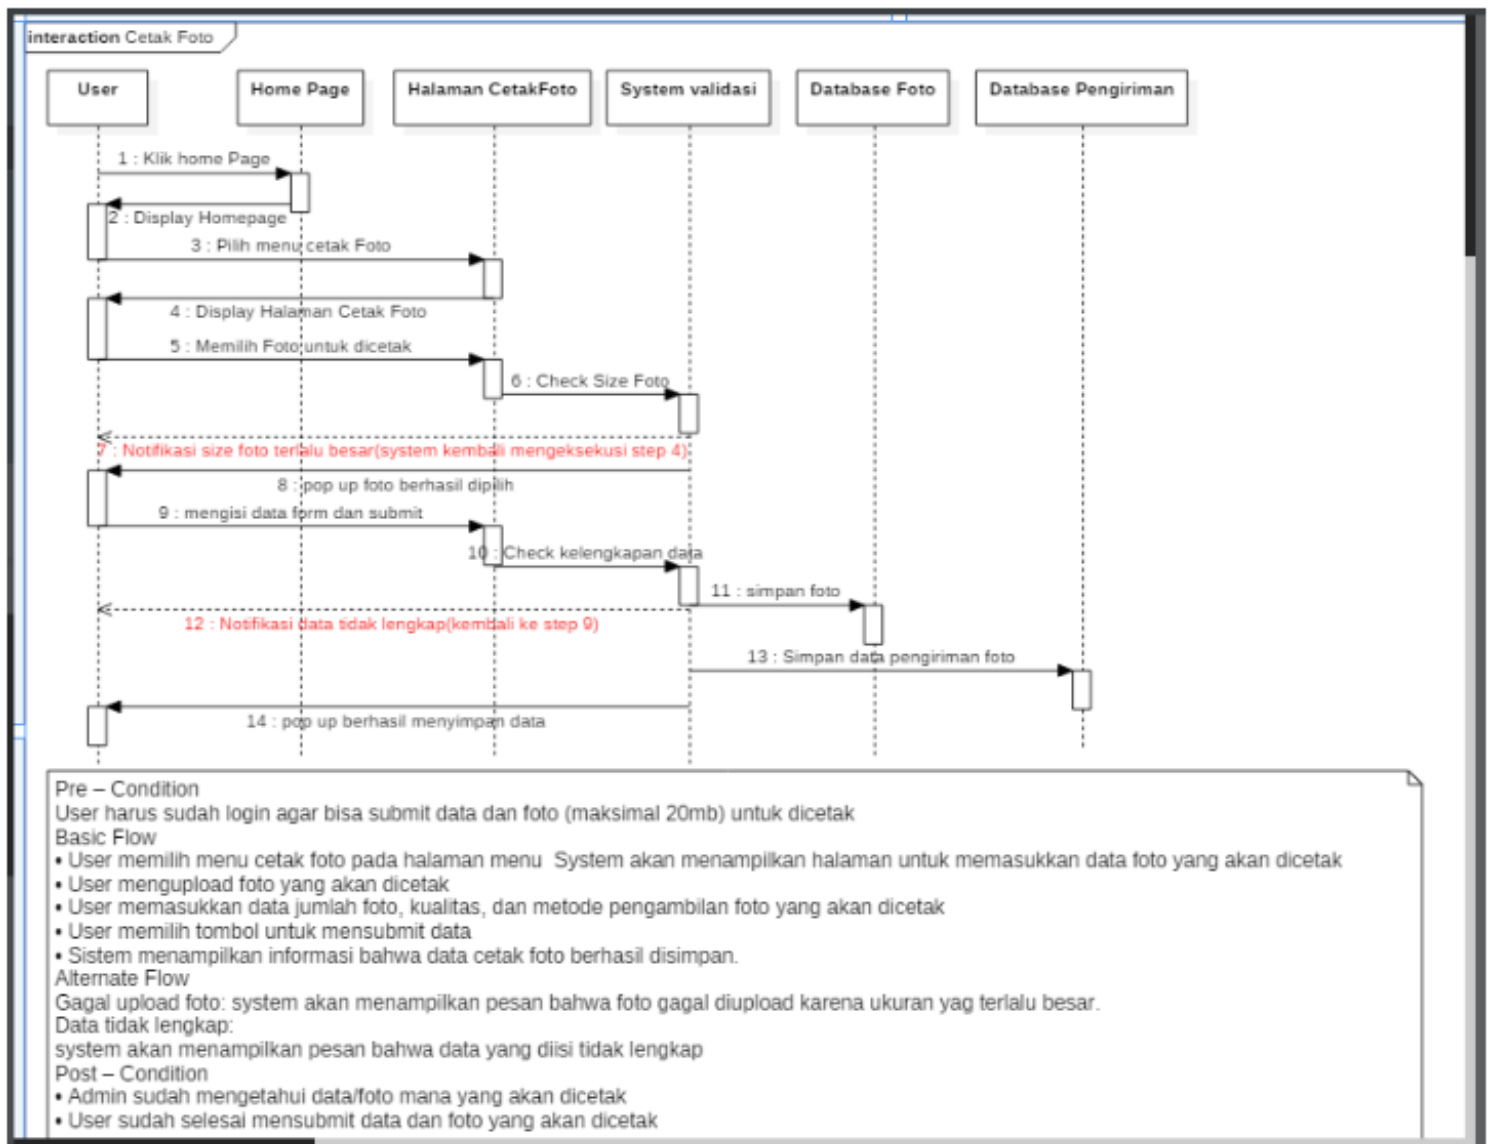 interaction Cetak Foto
User
Home Page
Halaman CetakFoto
System validasi
Database Foto
Database Pengiriman
1 : Klik home Page
2 : Display Homepage
3 : Pilih menu cetak Foto
4 : Display Halaman Cetak Foto
5 : Memilih Foto untuk dicetak
6 : Check Size Foto
7 : Notifikasi size foto terlalu besar(system kembali mengeksekusi step 4)
8 : pop up foto berhasil dipilih
9 : mengisi data form dan submit
10 : Check kelengkapan data
11 : simpan foto
12 : Notifikasi data tidak lengkap(kembali ke step 9)
13 : Simpan data pengiriman foto
14 : pop up berhasil menyimpan data
Pre – Condition
User harus sudah login agar bisa submit data dan foto (maksimal 20mb) untuk dicetak
Basic Flow
• User memilih menu cetak foto pada halaman menu  System akan menampilkan halaman untuk memasukkan data foto yang akan dicetak
• User mengupload foto yang akan dicetak
• User memasukkan data jumlah foto, kualitas, dan metode pengambilan foto yang akan dicetak
• User memilih tombol untuk mensubmit data
• Sistem menampilkan informasi bahwa data cetak foto berhasil disimpan.
Alternate Flow
Gagal upload foto: system akan menampilkan pesan bahwa foto gagal diupload karena ukuran yag terlalu besar.
Data tidak lengkap:
system akan menampilkan pesan bahwa data yang diisi tidak lengkap
Post – Condition
• Admin sudah mengetahui data/foto mana yang akan dicetak
• User sudah selesai mensubmit data dan foto yang akan dicetak